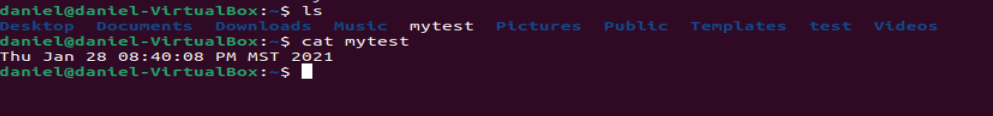 daniel@daniel-VirtualBox:~$ ls
Desktop Documents Downloads Music mytest Pictures Public Templates test Videos
daniel@daniel-VirtualBox:~$ cat mytest
Thu Jan 28 08:40:08 PM MST 2021
daniel@daniel-VirtualBox:~$